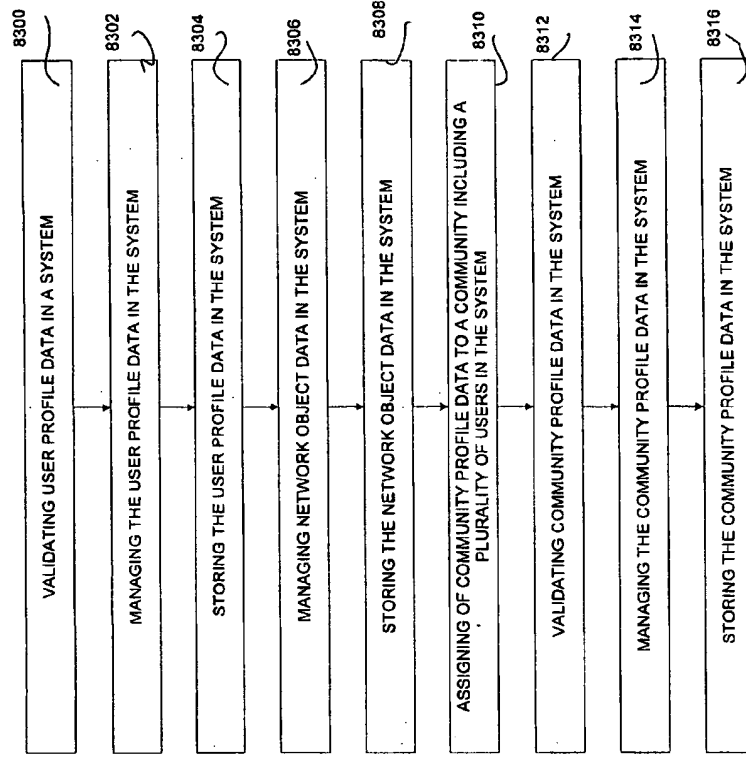 8300
VALIDATING USER PROFILE DATA IN A SYSTEM
8302
MANAGING THE USER PROFILE DATA IN THE SYSTEM
8304
STORING THE USER PROFILE DATA IN THE SYSTEM
8306
MANAGING NETWORK OBJECT DATA IN THE SYSTEM
8308
STORING THE NETWORK OBJECT DATA IN THE SYSTEM
8310
ASSIGNING OF COMMUNITY PROFILE DATA TO A COMMUNITY INCLUDING A
PLURALITY OF USERS IN THE SYSTEM
8312
VALIDATING COMMUNITY PROFILE DATA IN THE SYSTEM
8314
MANAGING THE COMMUNITY PROFILE DATA IN THE SYSTEM
8316
STORING THE COMMUNITY PROFILE DATA IN THE SYSTEM